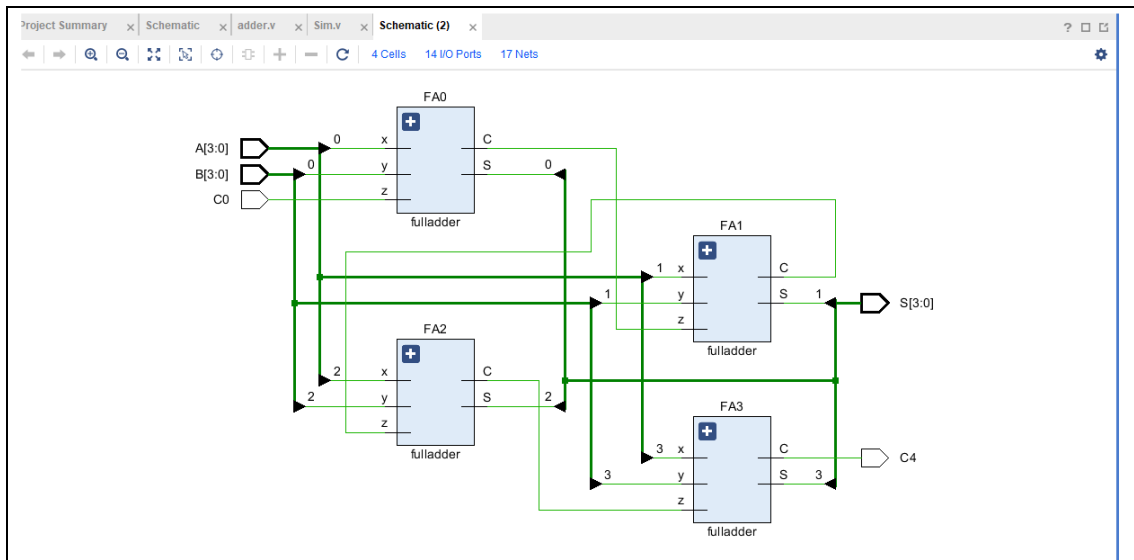 Project Summary × Schematic × adder.v × Sim.v × Schematic (2) ×
4 Cells 14 I/O Ports 17 Nets
FA0
A[3:0] 0 x C
B[3:0] 0 y S 0
C0 z
fulladder
FA1
1 x C
1 y S 1 S[3:0]
z
fulladder
FA2
2 x C
2 y S 2
z
fulladder
FA3
3 x C C4
3 y S 3
z
fulladder